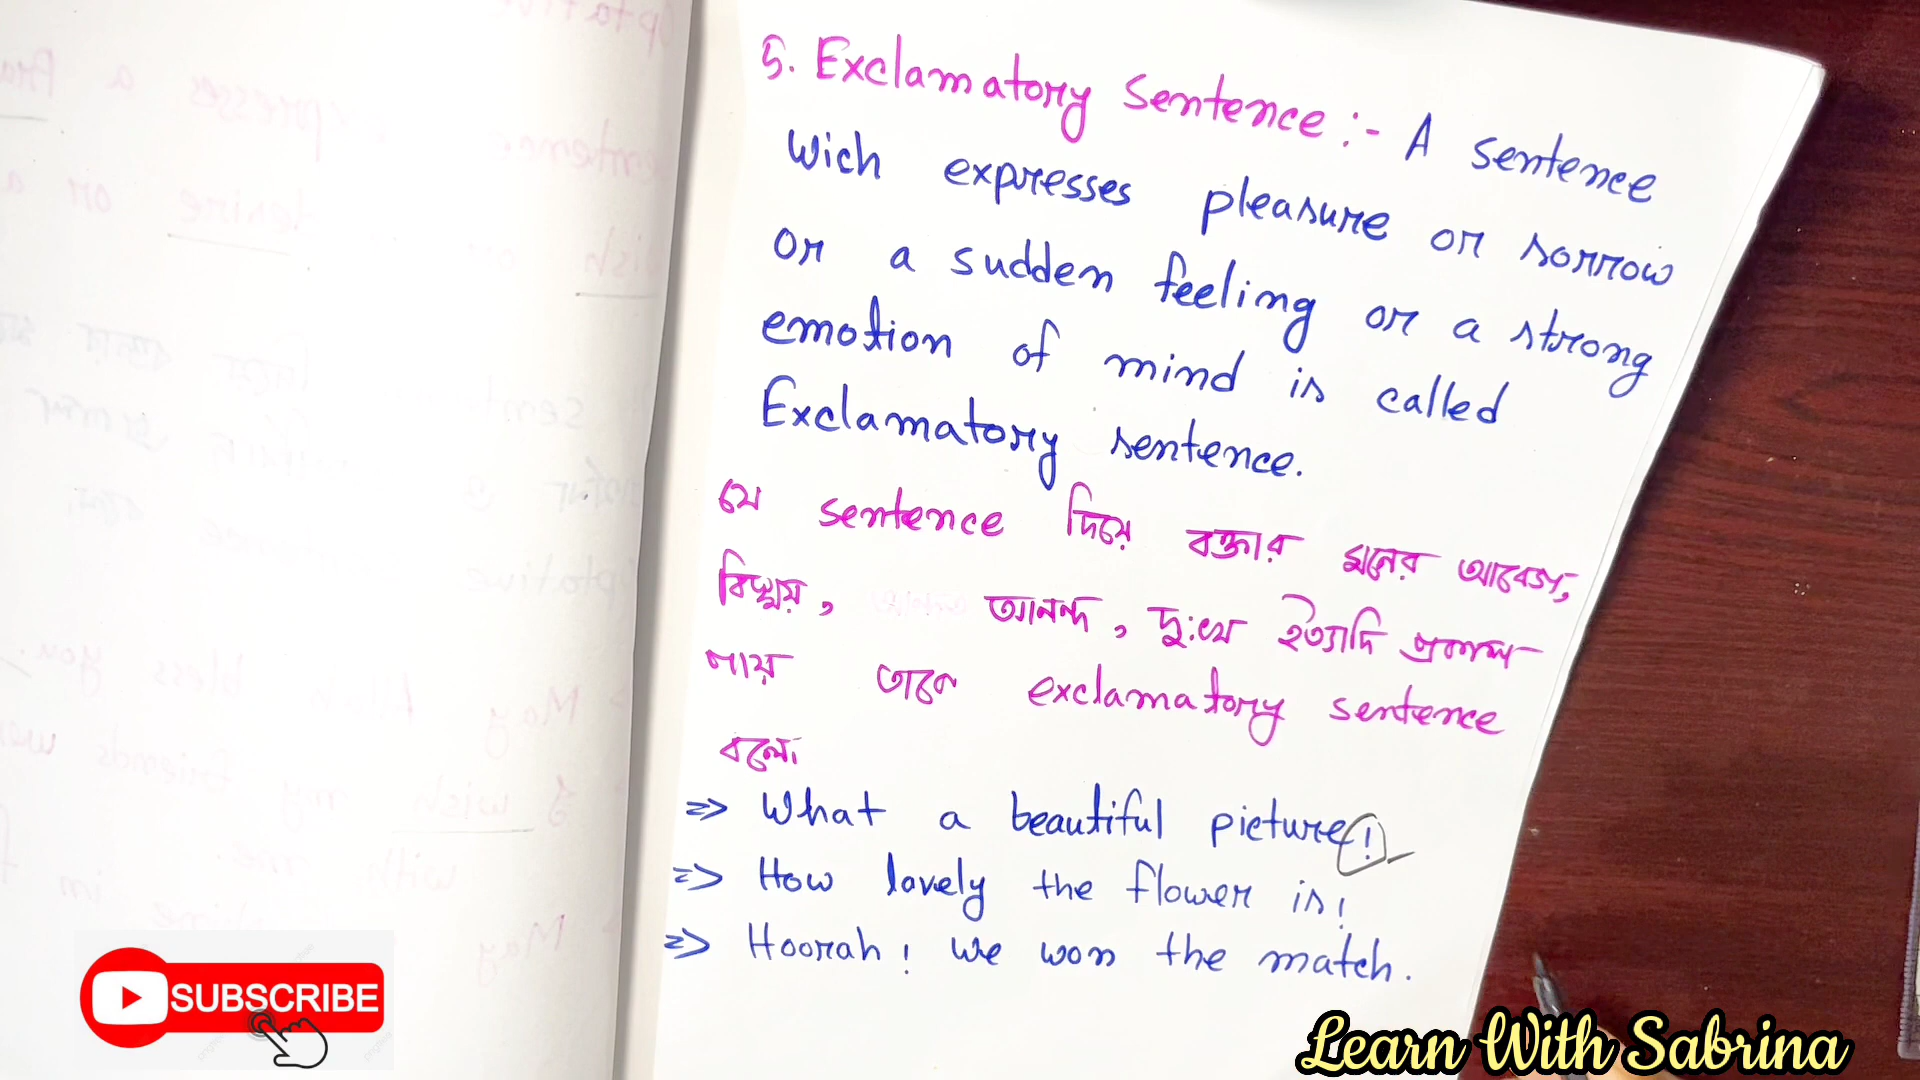 5. Exclamatory Sentence :- A sentence
Wich expresses pleasure or sorrow
or a sudden feeling or a strong
emotion of mind is called
Exclamatory sentence.
যে sentence দিয়ে বক্তার মনের আবেগ,
বিস্ময়, আনন্দ, দু:খ ইত্যাদি প্রকাশ
পায় তাকে exclamatory sentence
বলে।
=> What a beautiful picture!
=> How lovely the flower is!
=> Hoorah! we won the match.
SUBSCRIBE
Learn With Sabrina